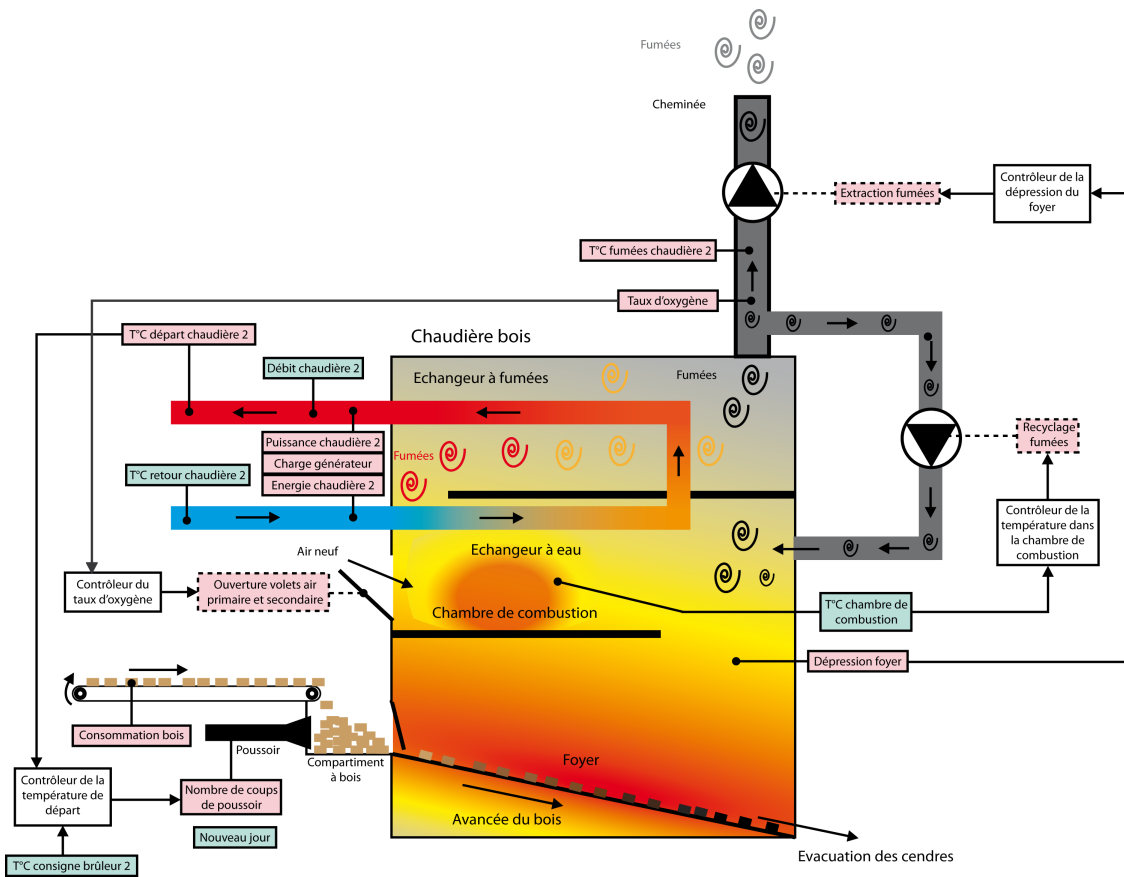 Fumées
Cheminée
Extraction fumées
Contrôleur de la
dépression du
foyer
T°C fumées chaudière 2
Taux d'oxygène
T°C départ chaudière 2
Chaudière bois
Débit chaudière 2
Echangeur à fumées
Fumées
Puissance chaudière 2
Charge générateur
Energie chaudière 2
Fumées
T°C retour chaudière 2
Recyclage
fumées
Contrôleur de la
température dans
la chambre de
combustion
Air neuf
Echangeur à eau
Contrôleur du
taux d'oxygène
Ouverture volets air
primaire et secondaire
Chambre de combustion
T°C chambre de
combustion
Dépression foyer
Consommation bois
Poussoir
Compartiment
à bois
Foyer
Contrôleur de la
température de
départ
Nombre de coups
de poussoir
Avancée du bois
Nouveau jour
Evacuation des cendres
T°C consigne brûleur 2